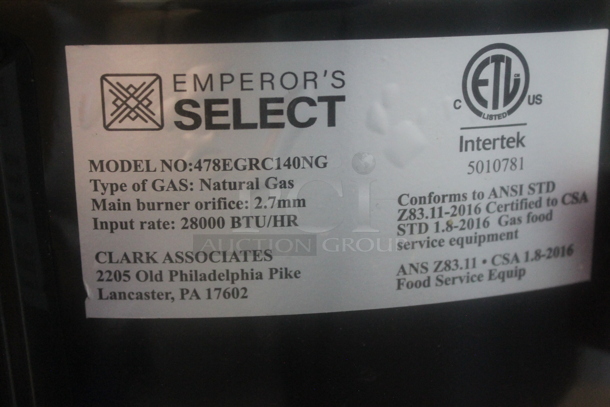 EMPEROR'S
SELECT
MODEL NO:478EGRC140NG
Type of GAS: Natural Gas
Main burner orifice: 2.7mm
Input rate: 28000 BTU/HR
CLARK ASSOCIATES
2205 Old Philadelphia Pike
Lancaster, PA 17602
C ETL US
LISTED
Intertek
5010781
Conforms to ANSI STD
Z83.11-2016 Certified to CSA
STD 1.8-2016 Gas food
service equipment
ANS Z83.11 • CSA 1.8-2016
Food Service Equip
AUCTION GROUP